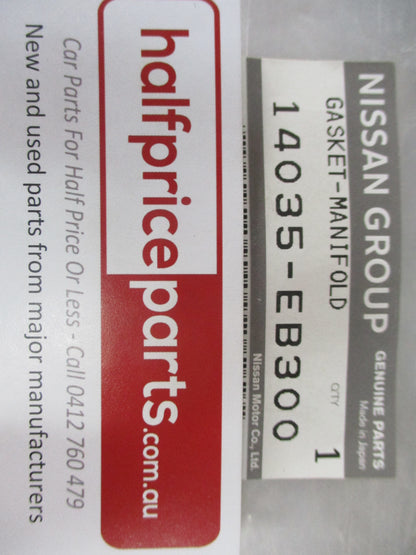 NISSAN GROUP GENUINE PARTS
Made in Japan
GASKET-MANIFOLD QTY 1
14035-EB300
Nissan Motor Co., Ltd.
halfpriceparts.com.au
Car Parts For Half Price Or Less - Call 0412 760 479
New and used parts from major manufacturers